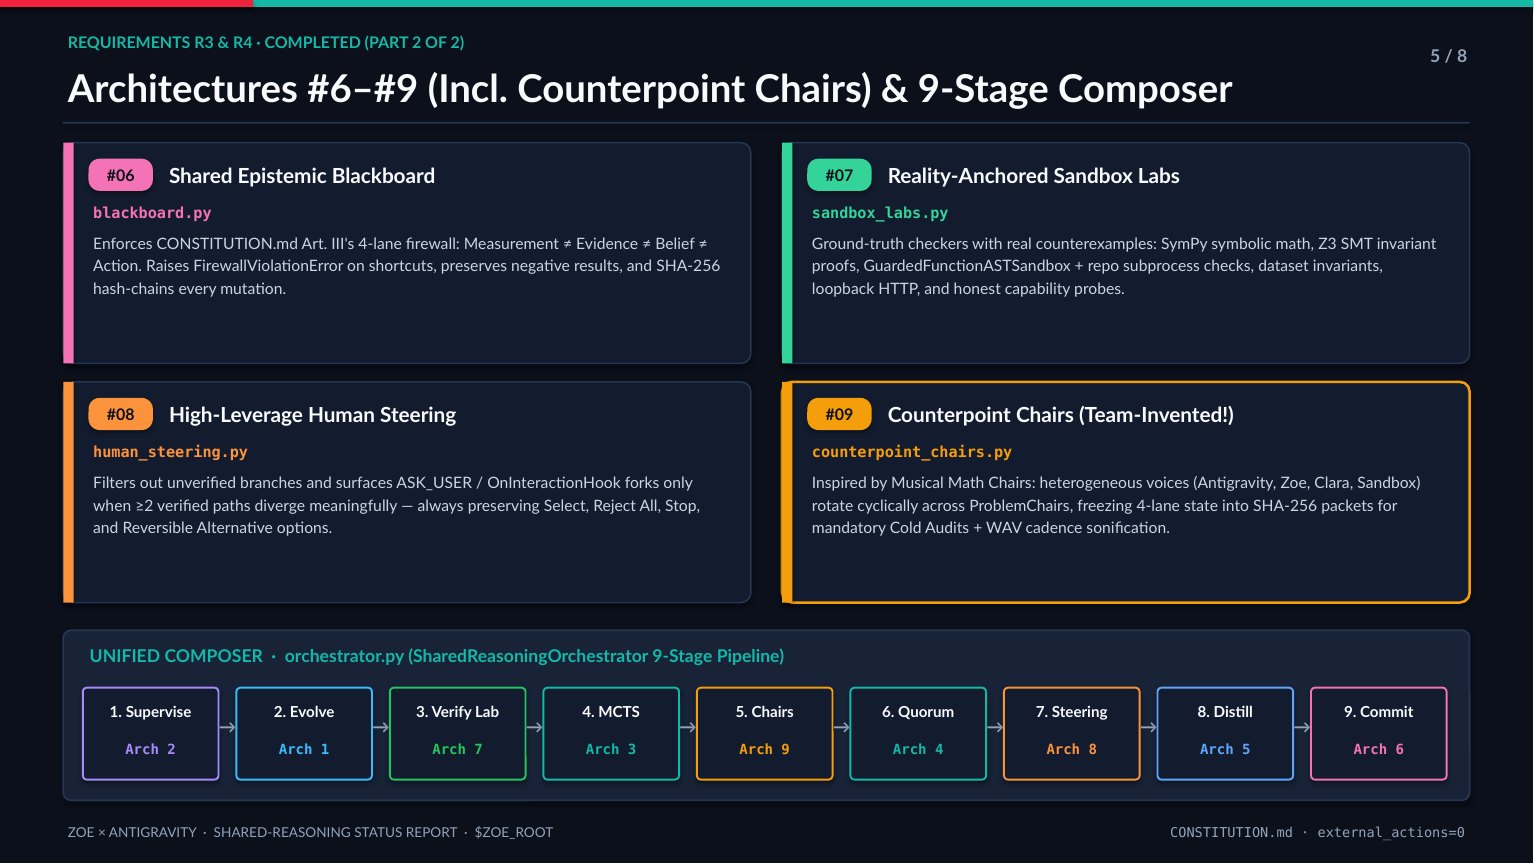 REQUIREMENTS R3 & R4 · COMPLETED (PART 2 OF 2)
5 / 8
Architectures #6–#9 (Incl. Counterpoint Chairs) & 9-Stage Composer
#06
Shared Epistemic Blackboard
blackboard.py
Enforces CONSTITUTION.md Art. III's 4-lane firewall: Measurement ≠ Evidence ≠ Belief ≠
Action. Raises FirewallViolationError on shortcuts, preserves negative results, and SHA-256
hash-chains every mutation.
#07
Reality-Anchored Sandbox Labs
sandbox_labs.py
Ground-truth checkers with real counterexamples: SymPy symbolic math, Z3 SMT invariant
proofs, GuardedFunctionASTSandbox + repo subprocess checks, dataset invariants,
loopback HTTP, and honest capability probes.
#08
High-Leverage Human Steering
human_steering.py
Filters out unverified branches and surfaces ASK_USER / OnInteractionHook forks only
when ≥2 verified paths diverge meaningfully — always preserving Select, Reject All, Stop,
and Reversible Alternative options.
#09
Counterpoint Chairs (Team-Invented!)
counterpoint_chairs.py
Inspired by Musical Math Chairs: heterogeneous voices (Antigravity, Zoe, Clara, Sandbox)
rotate cyclically across ProblemChairs, freezing 4-lane state into SHA-256 packets for
mandatory Cold Audits + WAV cadence sonification.
UNIFIED COMPOSER · orchestrator.py (SharedReasoningOrchestrator 9-Stage Pipeline)
1. Supervise
Arch 2
2. Evolve
Arch 1
3. Verify Lab
Arch 7
4. MCTS
Arch 3
5. Chairs
Arch 9
6. Quorum
Arch 4
7. Steering
Arch 8
8. Distill
Arch 5
9. Commit
Arch 6
ZOE × ANTIGRAVITY · SHARED-REASONING STATUS REPORT · $ZOE_ROOT
CONSTITUTION.md · external_actions=0